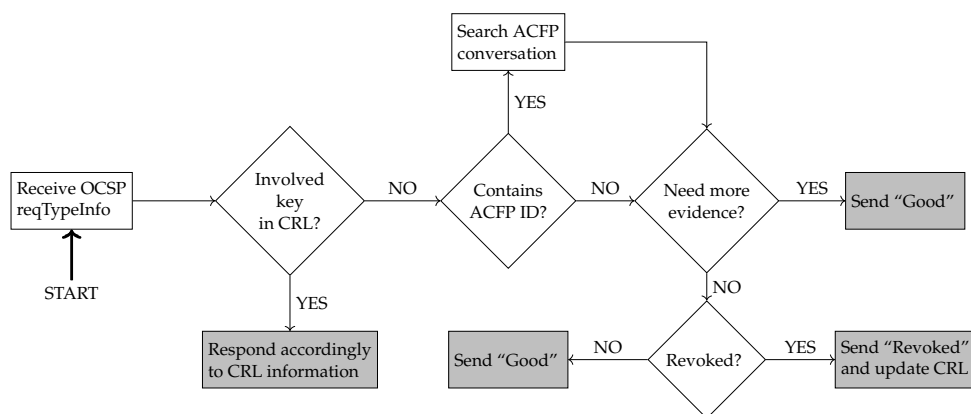 Search ACFP
conversation
YES
Receive OCSP
reqTypeInfo
Involved
key
in CRL?
NO
Contains
ACFP ID?
NO
Need more
evidence?
YES
Send “Good”
START
YES
NO
Respond accordingly
to CRL information
Send “Good”
NO
Revoked?
YES
Send “Revoked”
and update CRL